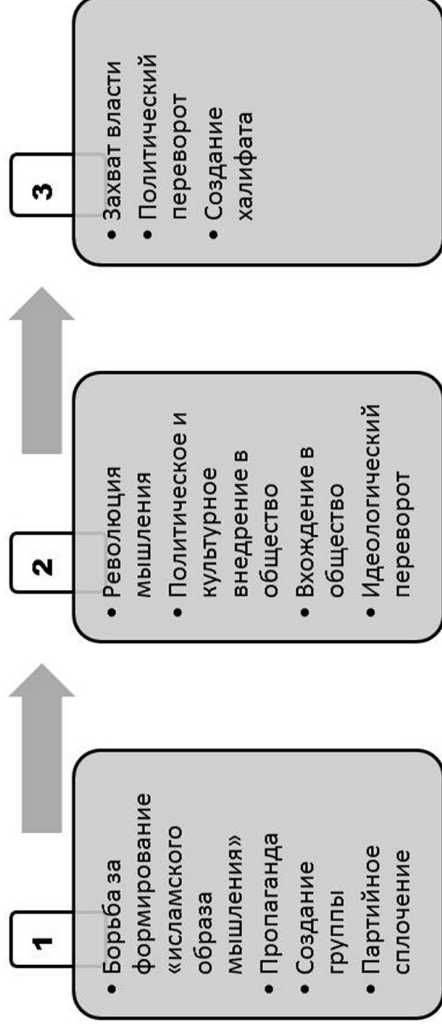 1
• Борьба за
формирование
«исламского
образа
мышления»
• Пропаганда
• Создание
группы
• Партийное
сплочение
2
• Революция
мышления
• Политическое и
культурное
внедрение в
общество
• Вхождение в
общество
• Идеологический
переворот
3
• Захват власти
• Политический
переворот
• Создание
халифата